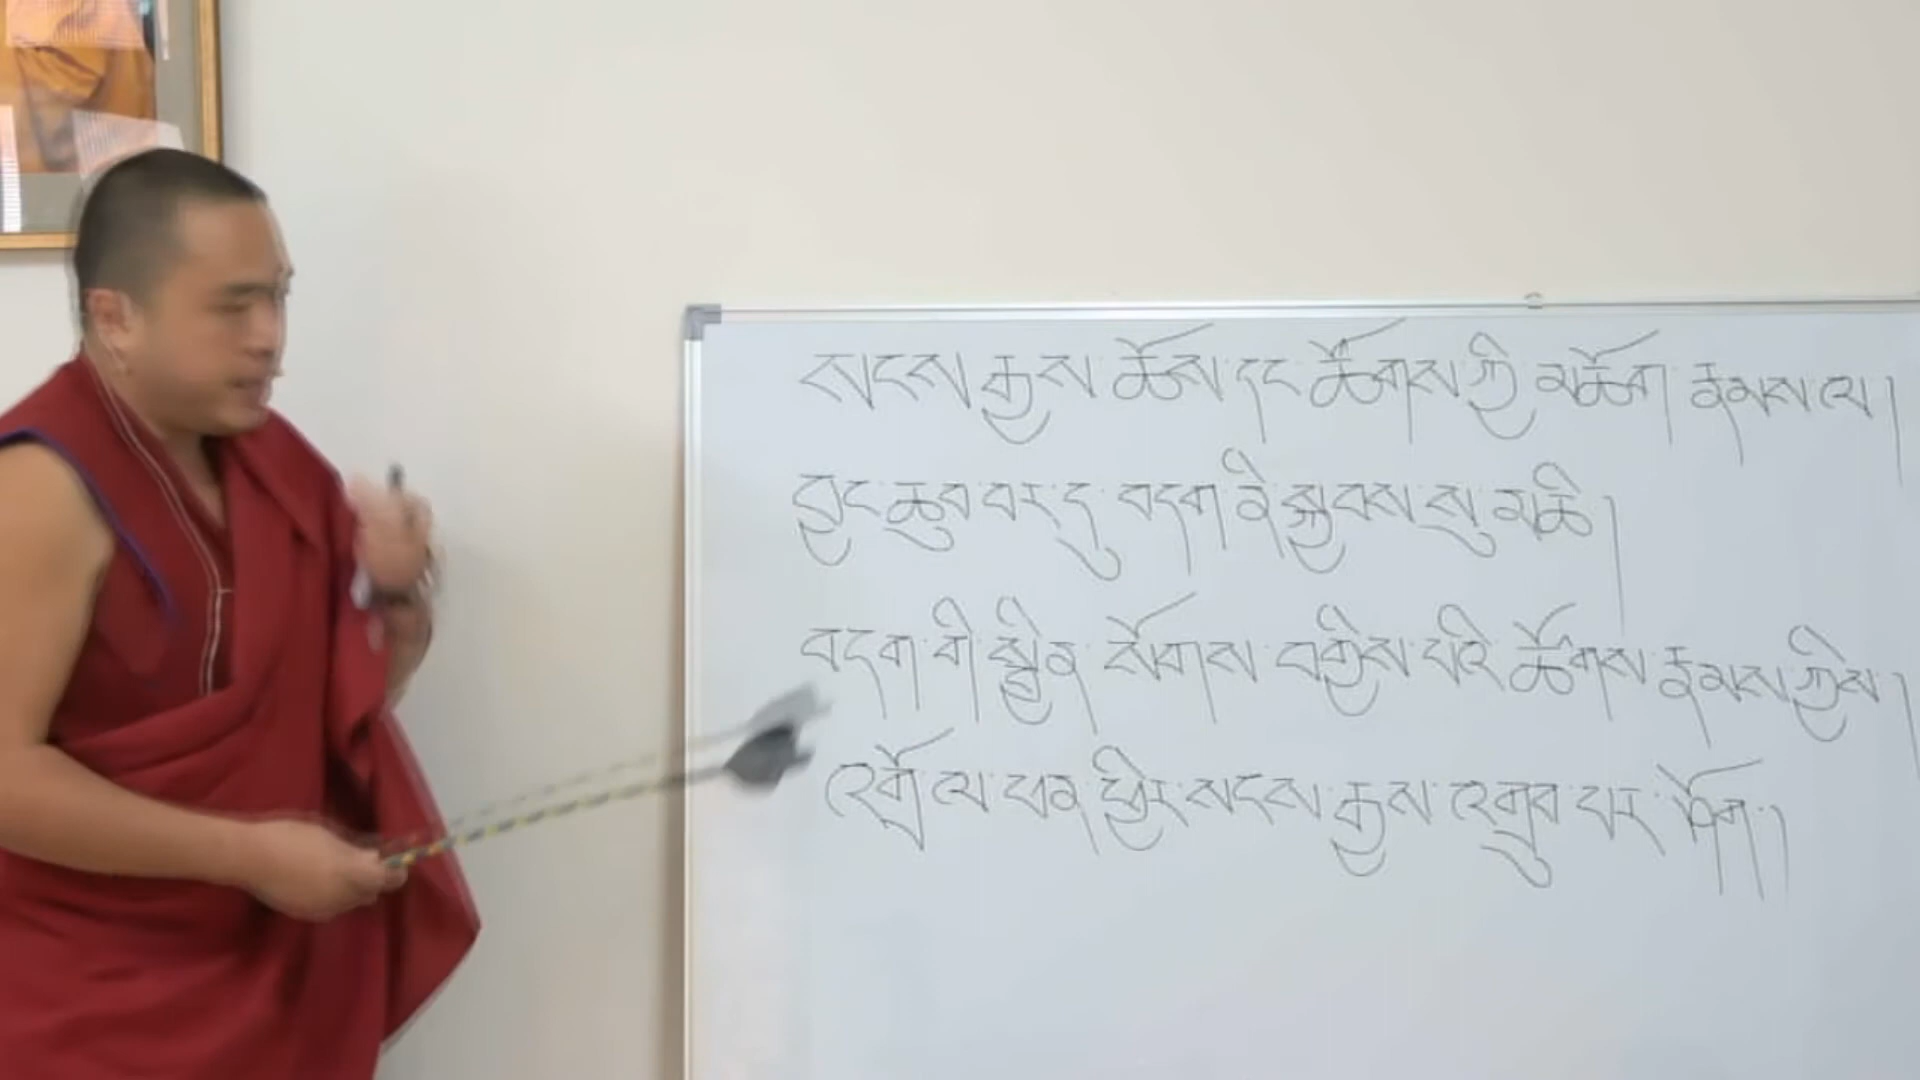 སངས་རྒྱས་ཆོས་དང་ཚོགས་ཀྱི་མཆོག་རྣམས་ལ།
བྱང་ཆུབ་བར་དུ་བདག་ནི་སྐྱབས་སུ་མཆི།
བདག་གི་སྦྱིན་སོགས་བགྱིས་པའི་ཚོགས་རྣམས་ཀྱིས།
འགྲོ་ལ་ཕན་ཕྱིར་སངས་རྒྱས་འགྲུབ་པར་ཤོག།